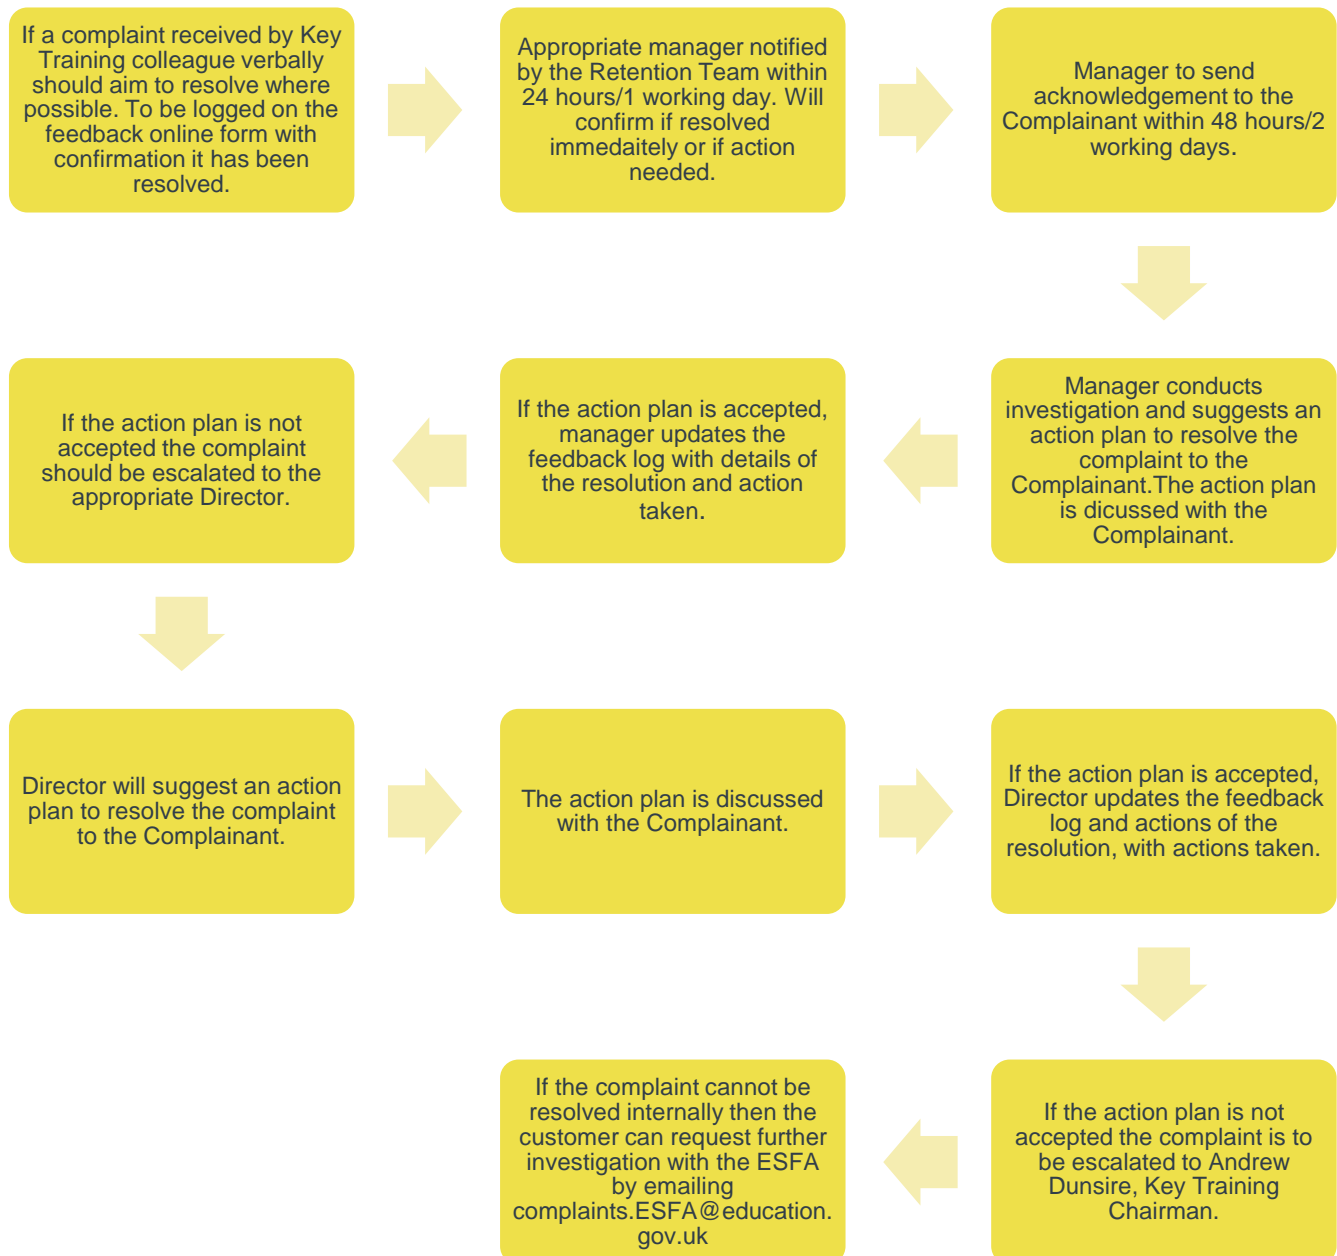 If a complaint received by Key
Training colleague verbally
should aim to resolve where
possible. To be logged on the
feedback online form with
confirmation it has been
resolved.
Appropriate manager notified
by the Retention Team within
24 hours/1 working day. Will
confirm if resolved
immedaitely or if action
needed.
Manager to send
acknowledgement to the
Complainant within 48 hours/2
working days.
Manager conducts
investigation and suggests an
action plan to resolve the
complaint to the
Complainant.The action plan
is dicussed with the
Complainant.
If the action plan is accepted,
manager updates the
feedback log with details of
the resolution and action
taken.
If the action plan is not
accepted the complaint
should be escalated to the
appropriate Director.
Director will suggest an action
plan to resolve the complaint
to the Complainant.
The action plan is discussed
with the Complainant.
If the action plan is accepted,
Director updates the feedback
log and actions of the
resolution, with actions taken.
If the action plan is not
accepted the complaint is to
be escalated to Andrew
Dunsire, Key Training
Chairman.
If the complaint cannot be
resolved internally then the
customer can request further
investigation with the ESFA
by emailing
complaints.ESFA@education.
gov.uk